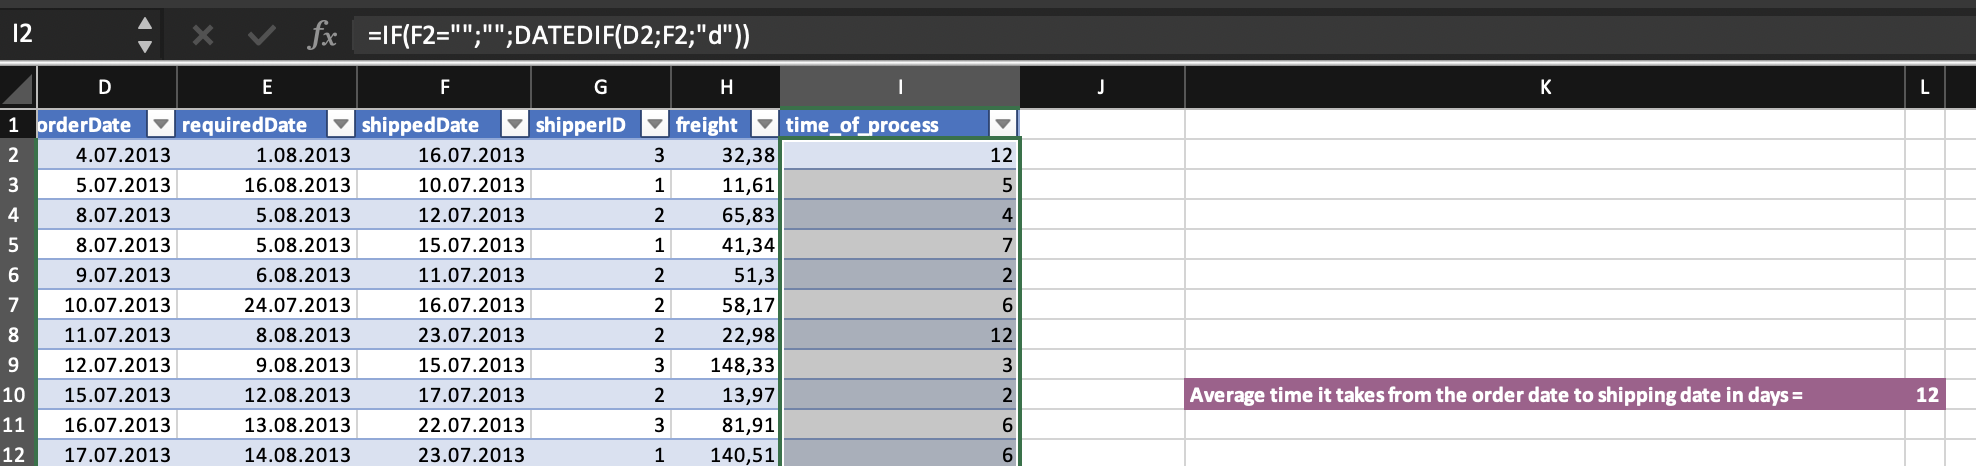 I2 fx =IF(F2="";"";DATEDIF(D2;F2;"d"))
D E F G H I J K L
1 orderDate requiredDate shippedDate shipperID freight time_of_process
2 4.07.2013 1.08.2013 16.07.2013 3 32,38 12
3 5.07.2013 16.08.2013 10.07.2013 1 11,61 5
4 8.07.2013 5.08.2013 12.07.2013 2 65,83 4
5 8.07.2013 5.08.2013 15.07.2013 1 41,34 7
6 9.07.2013 6.08.2013 11.07.2013 2 51,3 2
7 10.07.2013 24.07.2013 16.07.2013 2 58,17 6
8 11.07.2013 8.08.2013 23.07.2013 2 22,98 12
9 12.07.2013 9.08.2013 15.07.2013 3 148,33 3
10 15.07.2013 12.08.2013 17.07.2013 2 13,97 2 Average time it takes from the order date to shipping date in days = 12
11 16.07.2013 13.08.2013 22.07.2013 3 81,91 6
12 17.07.2013 14.08.2013 23.07.2013 1 140,51 6